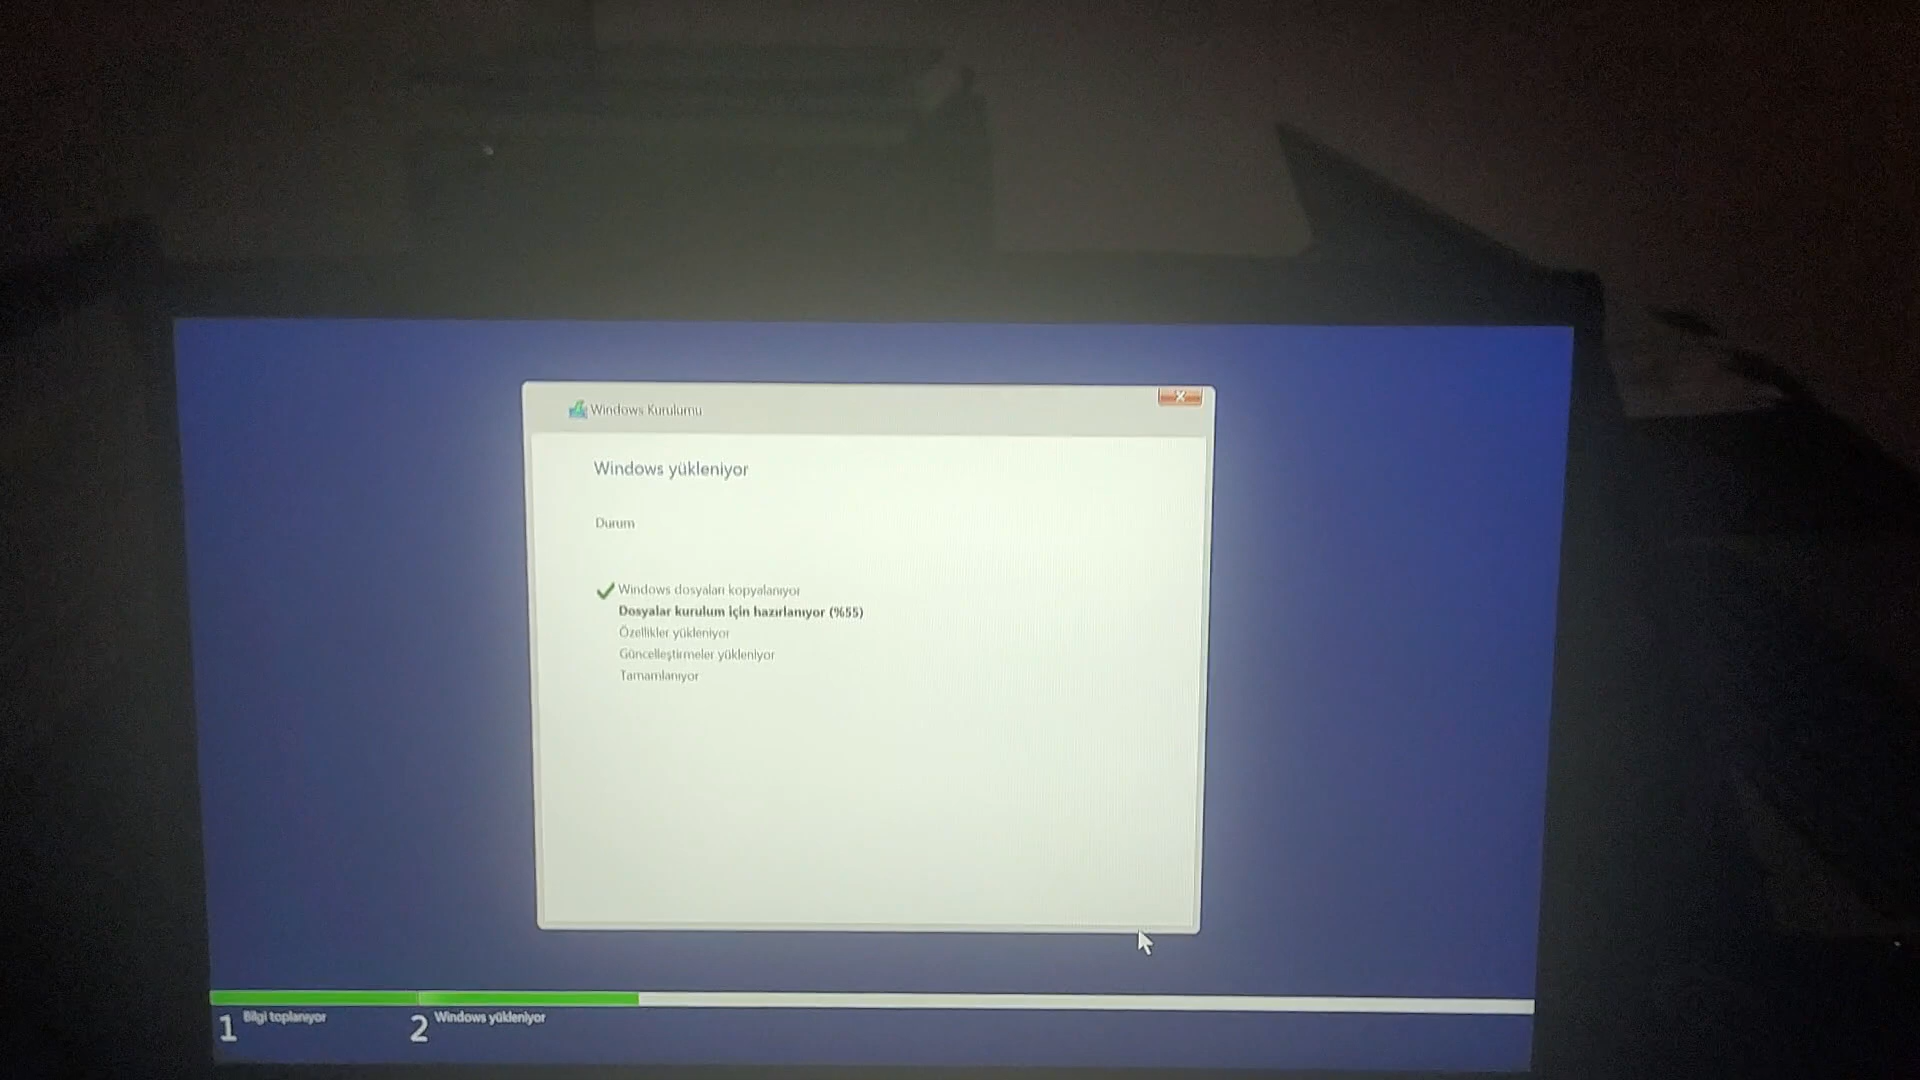 Windows Kurulumu
Windows yükleniyor
Durum
Windows dosyaları kopyalanıyor
Dosyalar kurulum için hazırlanıyor (%55)
Özellikler yükleniyor
Güncelleştirmeler yükleniyor
Tamamlanıyor
1 Bilgi toplanıyor
2 Windows yükleniyor